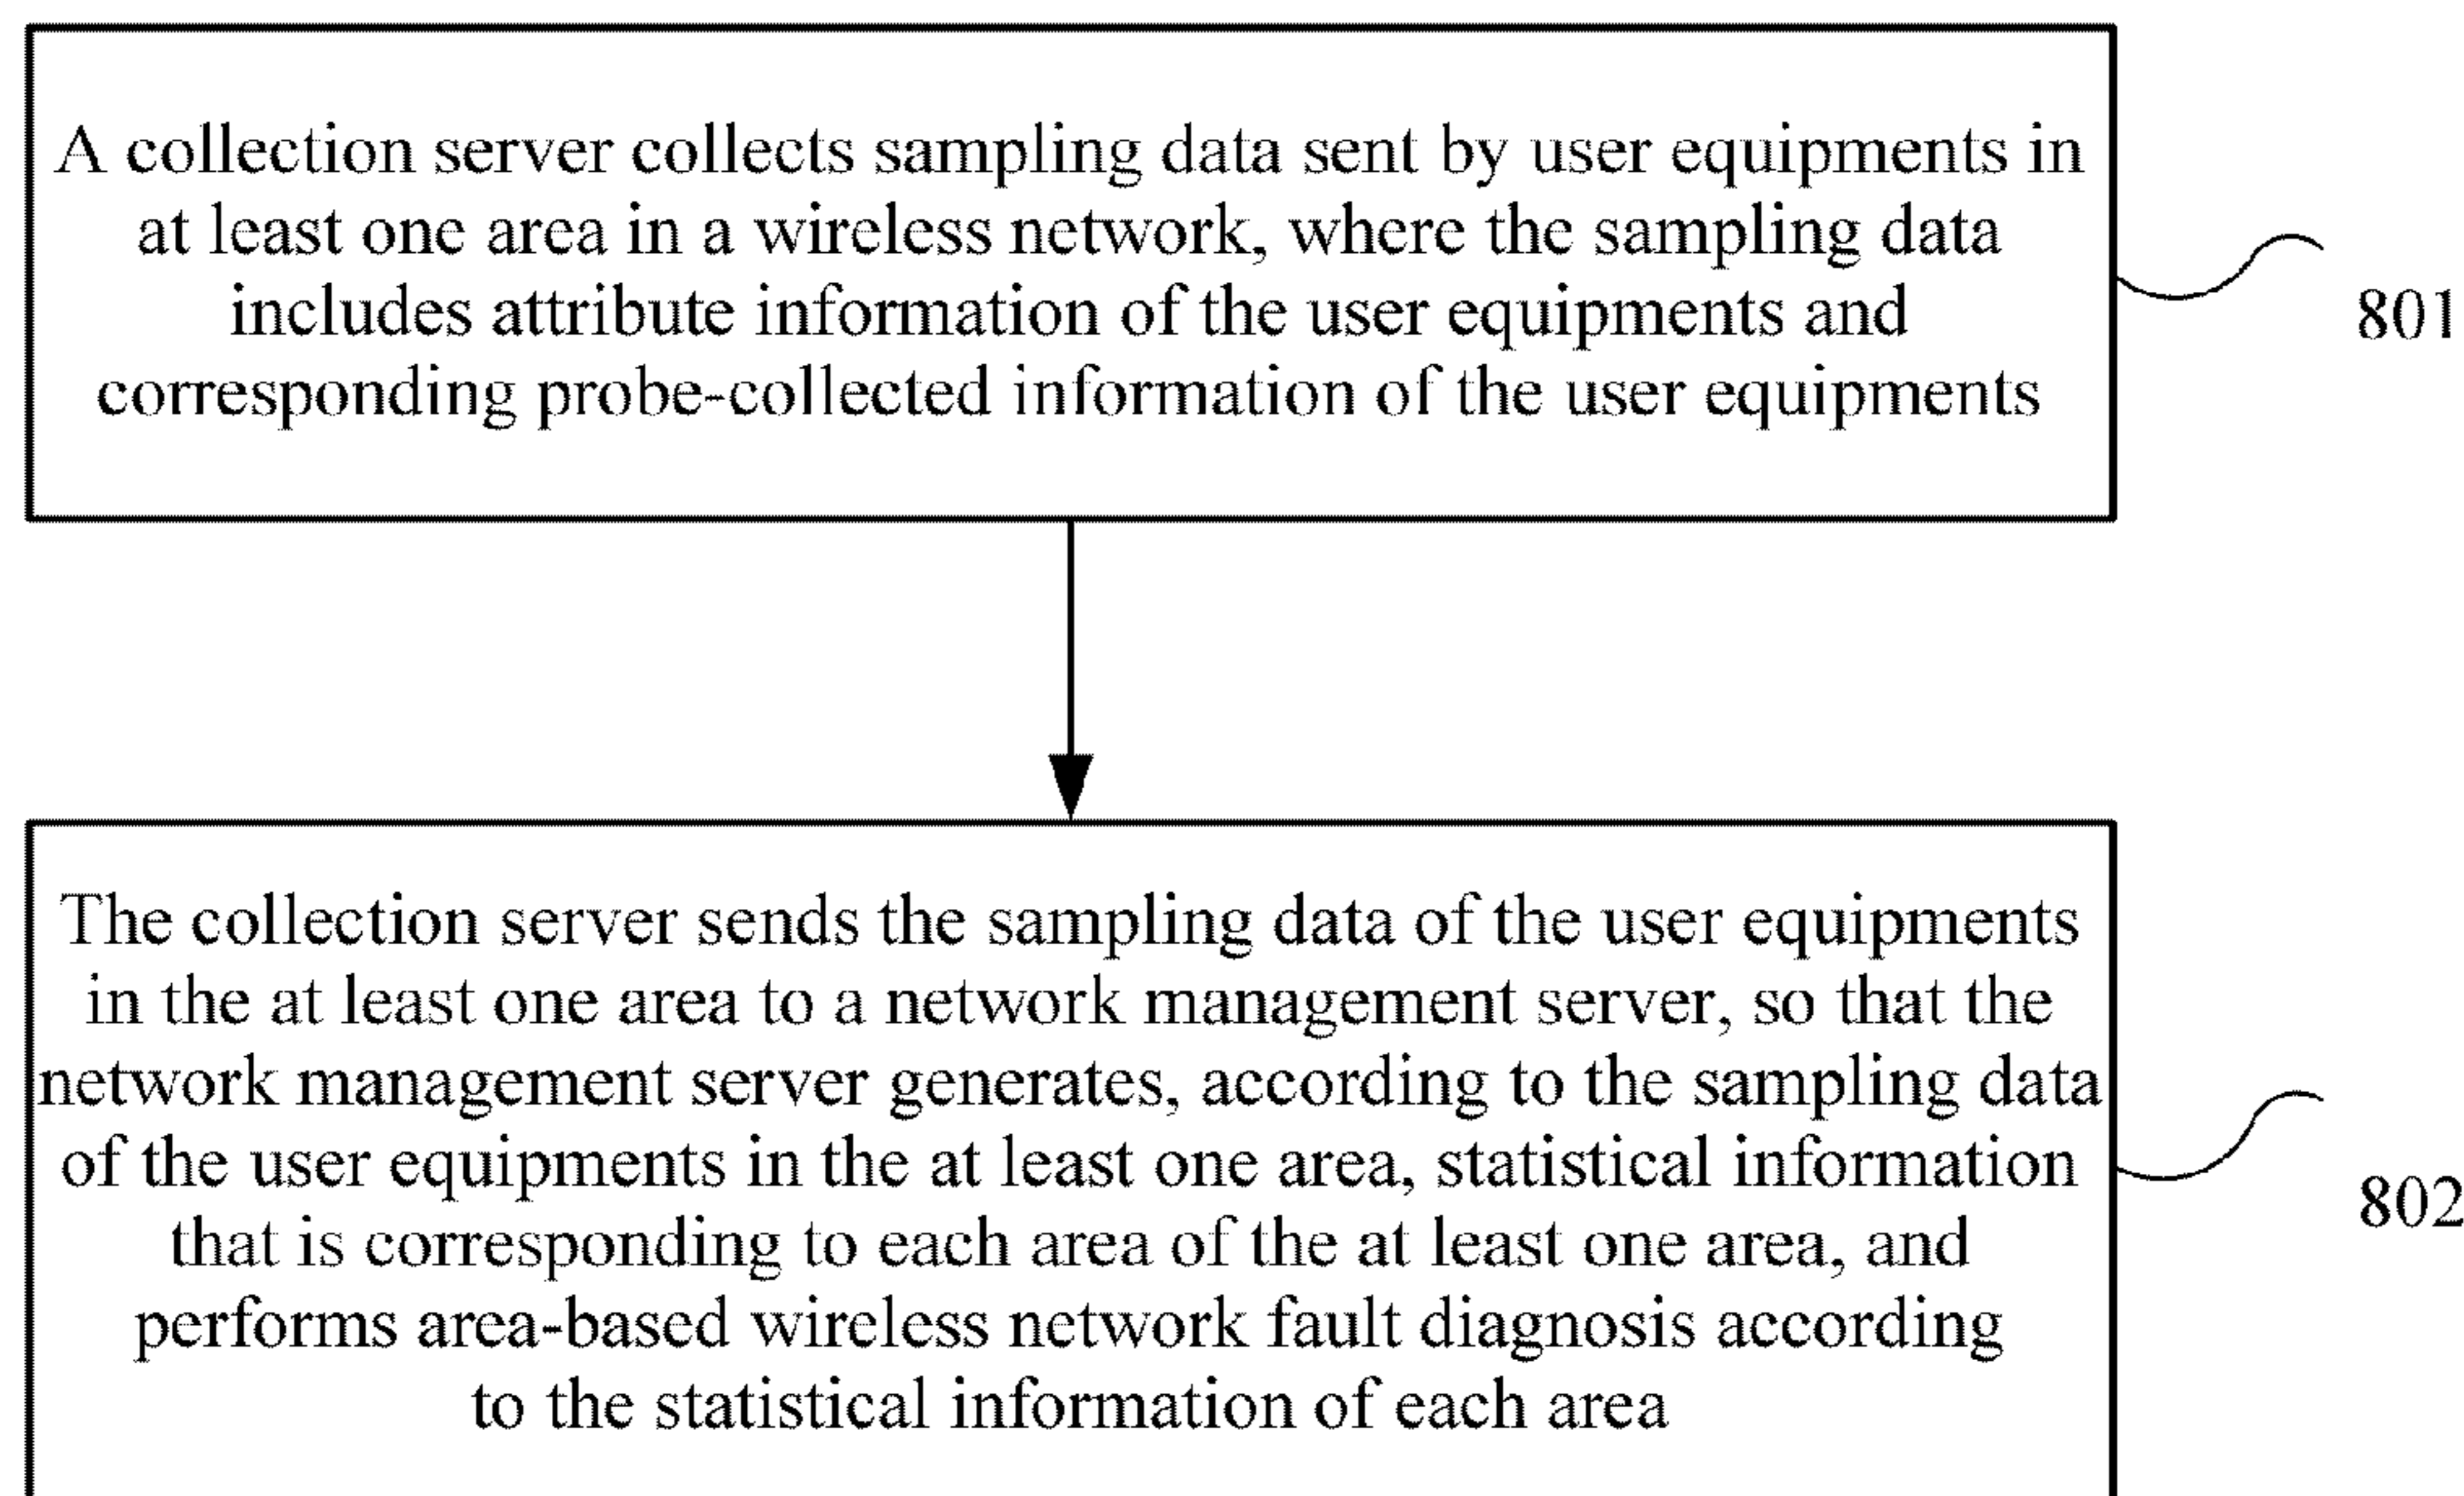 A collection server collects sampling data sent by user equipments in
at least one area in a wireless network, where the sampling data
includes attribute information of the user equipments and
corresponding probe-collected information of the user equipments
801
The collection server sends the sampling data of the user equipments
in the at least one area to a network management server, so that the
network management server generates, according to the sampling data
of the user equipments in the at least one area, statistical information
that is corresponding to each area of the at least one area, and
performs area-based wireless network fault diagnosis according
to the statistical information of each area
802